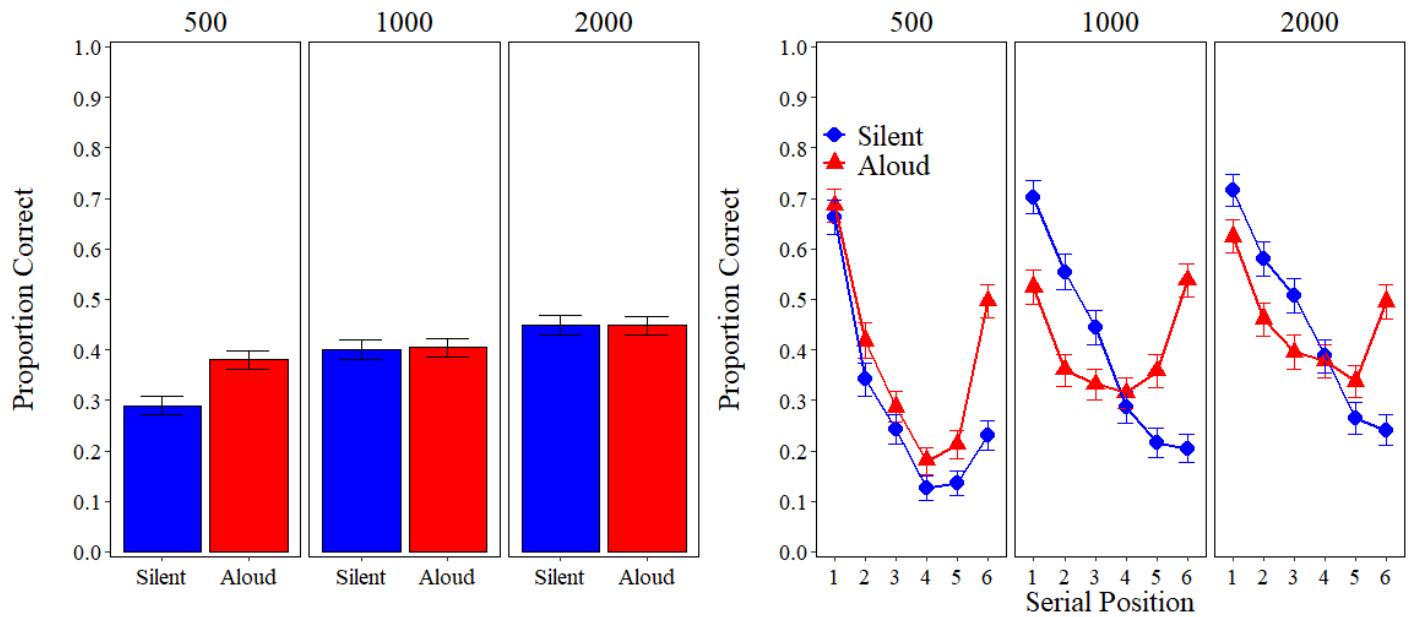 500 1000 2000
Proportion Correct
1.0
0.9
0.8
0.7
0.6
0.5
0.4
0.3
0.2
0.1
0.0
Silent Aloud Silent Aloud Silent Aloud
500 1000 2000
Proportion Correct
1.0
0.9
0.8
0.7
0.6
0.5
0.4
0.3
0.2
0.1
0.0
Silent
Aloud
1 2 3 4 5 6 1 2 3 4 5 6 1 2 3 4 5 6
Serial Position